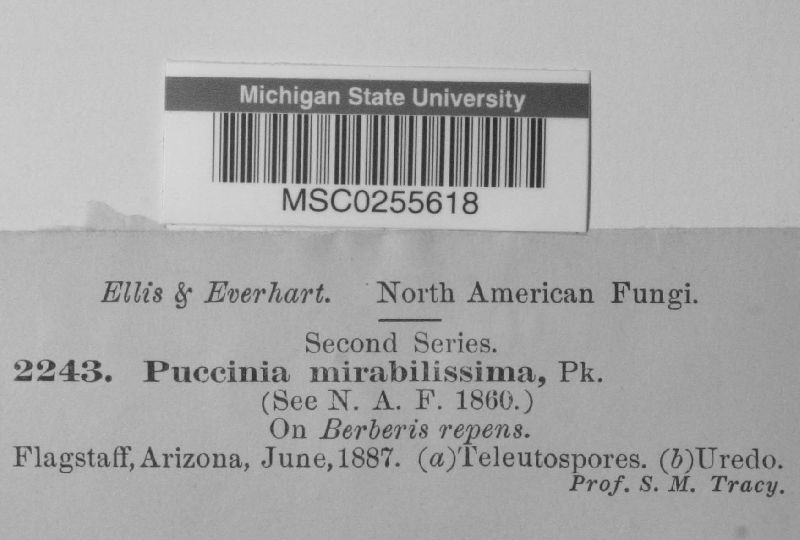 Michigan State University
MSC0255618
Ellis & Everhart. North American Fungi.
Second Series.
2243. Puccinia mirabilissima, Pk.
(See N. A. F. 1860.)
On Berberis repens.
Flagstaff, Arizona, June, 1887. (a) Teleutospores. (b) Uredo.
Prof. S. M. Tracy.